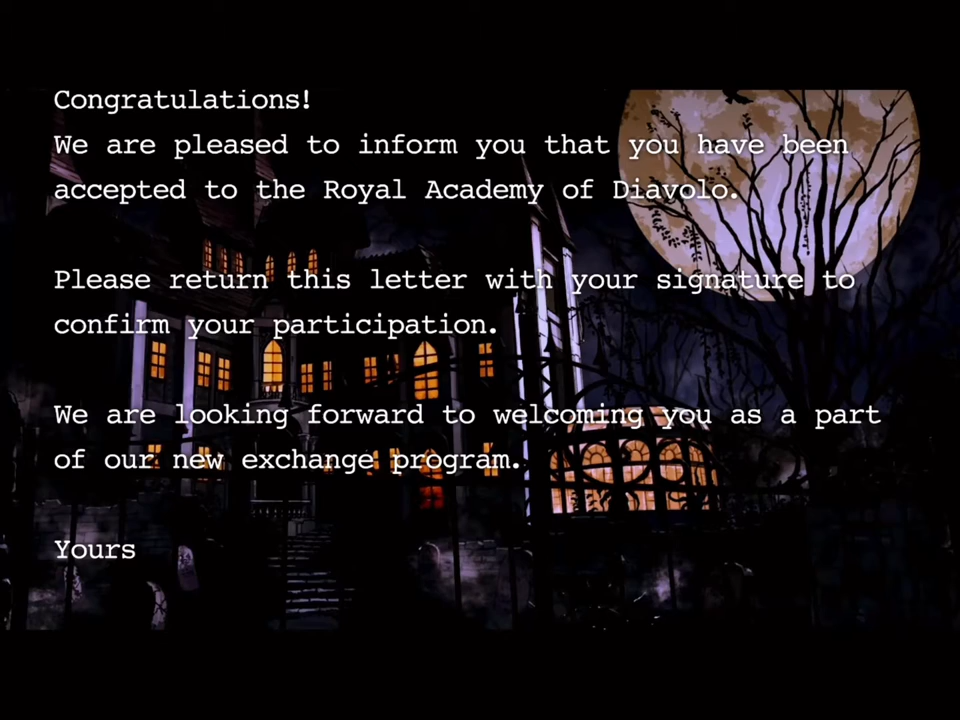 Congratulations!
We are pleased to inform you that you have been
accepted to the Royal Academy of Diavolo.
Please return this letter with your signature to
confirm your participation.
We are looking forward to welcoming you as a part
of our new exchange program.
Yours